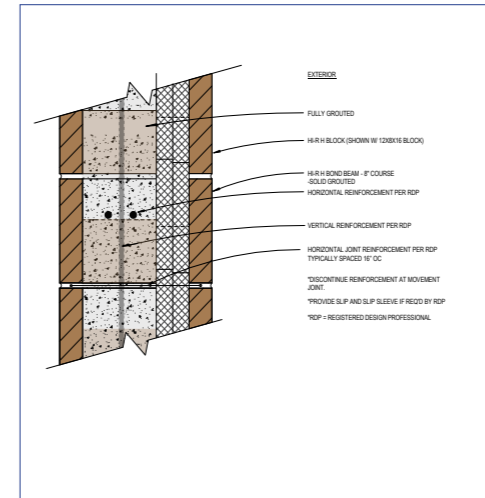 EXTERIOR
FULLY GROUTED
HI-R H BLOCK (SHOWN W/ 12X8X16 BLOCK)
HI-R H BOND BEAM - 8" COURSE
-SOLID GROUTED
HORIZONTAL REINFORCEMENT PER RDP
VERTICAL REINFORCEMENT PER RDP
HORIZONTAL JOINT REINFORCEMENT PER RDP
TYPICALLY SPACED 16" OC
*DISCONTINUE REINFORCEMENT AT MOVEMENT
JOINT.
*PROVIDE SLIP AND SLIP SLEEVE IF REQ'D BY RDP
*RDP = REGISTERED DESIGN PROFESSIONAL